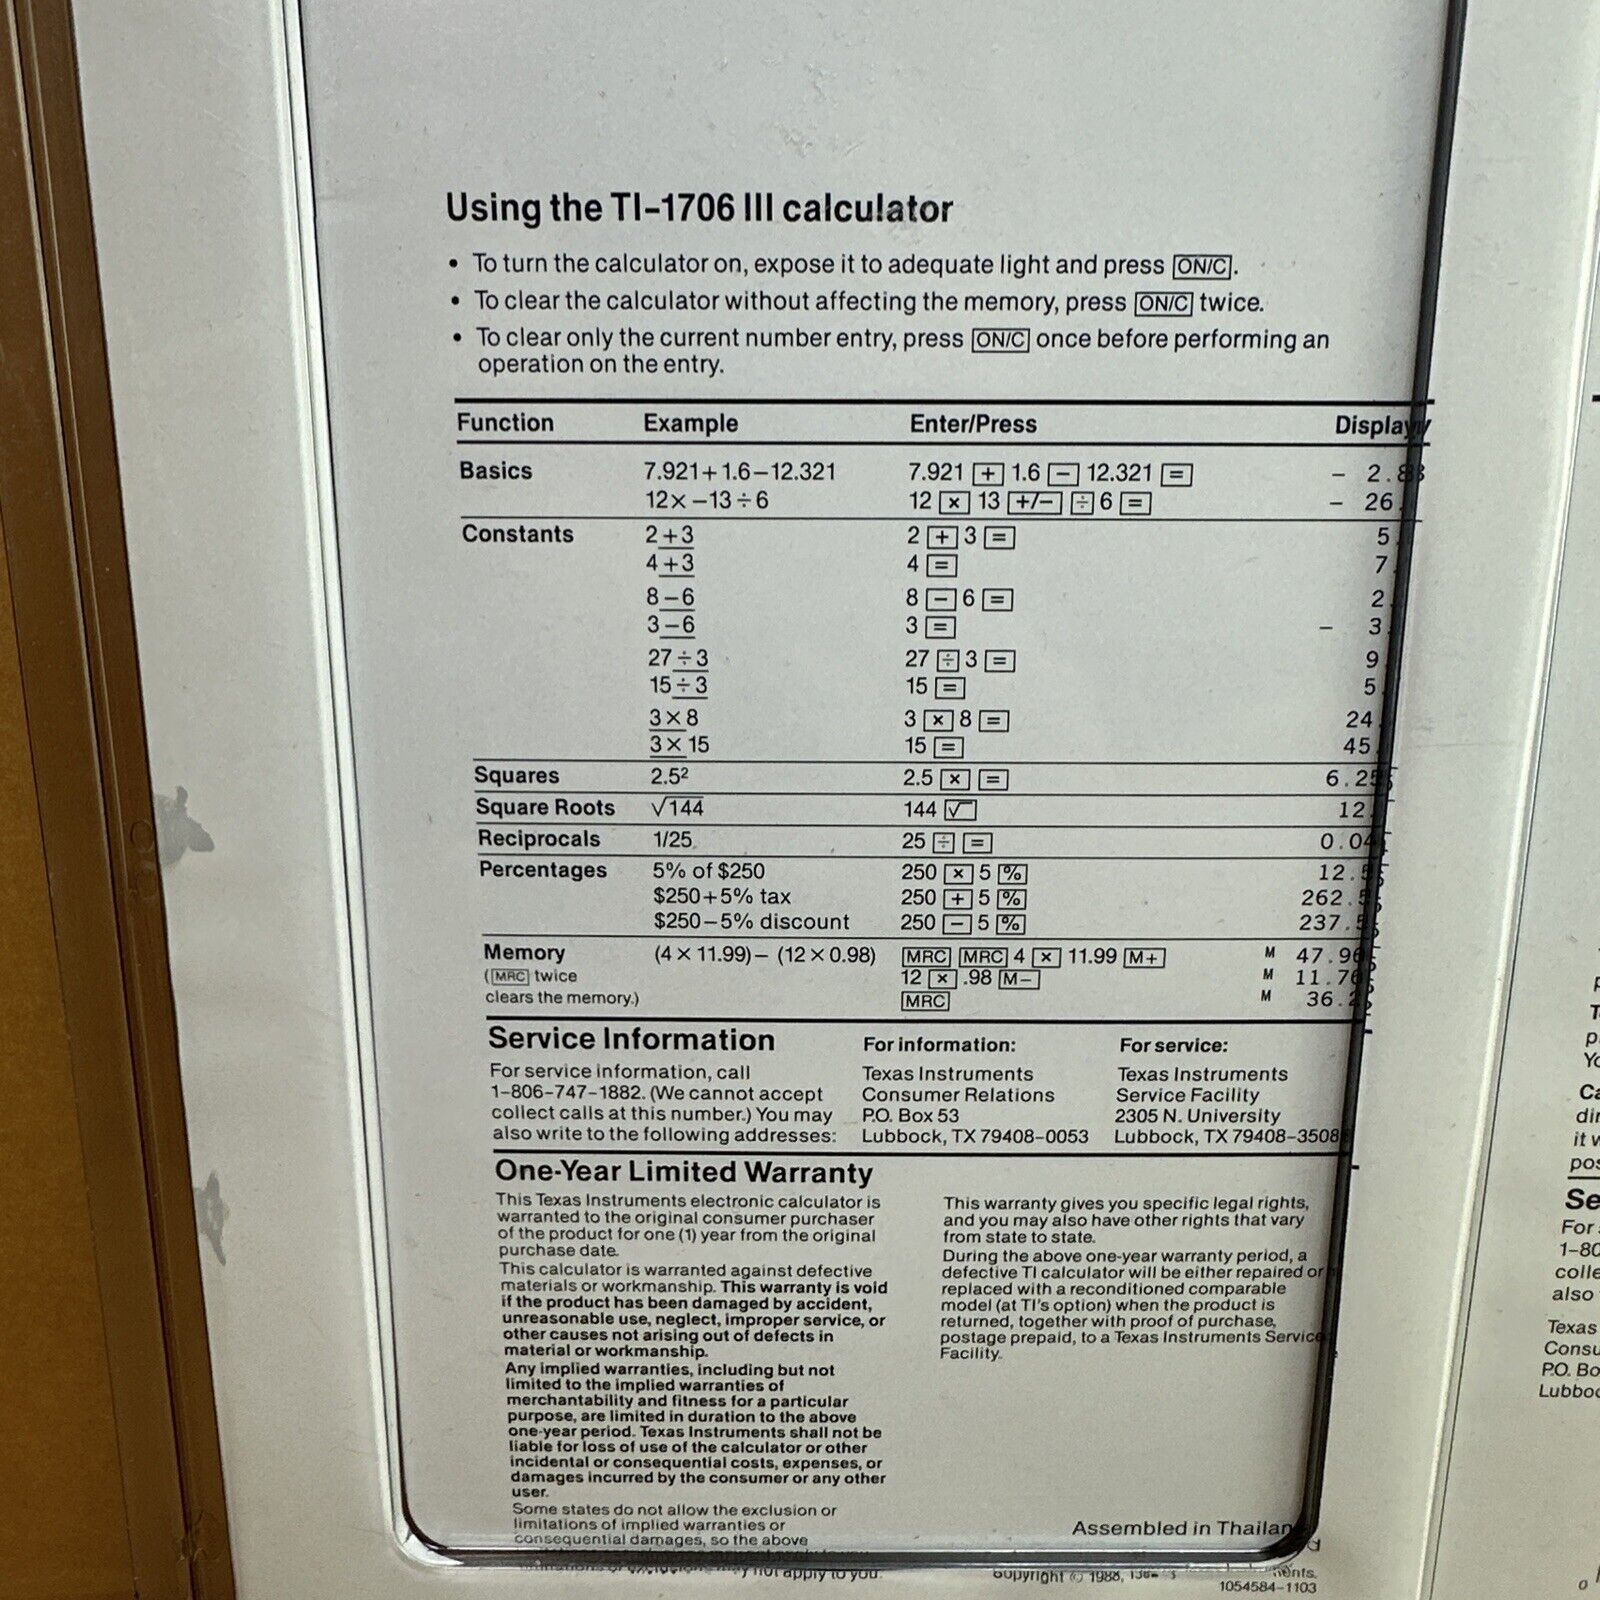 Using the TI-1706 III calculator
• To turn the calculator on, expose it to adequate light and press ON/C.
• To clear the calculator without affecting the memory, press ON/C twice.
• To clear only the current number entry, press ON/C once before performing an
operation on the entry.
Function Example Enter/Press Display
Basics 7.921+1.6−12.321 7.921 + 1.6 − 12.321 = − 2.8
12×−13÷6 12 × 13 +/− ÷ 6 = − 26.
Constants 2+3 2 + 3 = 5.
4+3 4 = 7.
8−6 8 − 6 = 2.
3−6 3 = − 3.
27÷3 27 ÷ 3 = 9
15÷3 15 = 5.
3×8 3 × 8 = 24.
3×15 15 = 45.
Squares 2.5² 2.5 × = 6.25
Square Roots √144 144 √ 12.
Reciprocals 1/25 25 ÷ = 0.04
Percentages 5% of $250 250 × 5 % 12.5
$250+5% tax 250 + 5 % 262.5
$250−5% discount 250 − 5 % 237.5
Memory (4×11.99)− (12×0.98) MRC MRC 4 × 11.99 M+ M 47.96
(MRC twice 12 × .98 M− M 11.76
clears the memory.) MRC M 36.2
Service Information For information: For service:
For service information, call Texas Instruments Texas Instruments
1-806-747-1882. (We cannot accept Consumer Relations Service Facility
collect calls at this number.) You may P.O. Box 53 2305 N. University
also write to the following addresses: Lubbock, TX 79408-0053 Lubbock, TX 79408-3508
One-Year Limited Warranty
This Texas Instruments electronic calculator is
warranted to the original consumer purchaser
of the product for one (1) year from the original
purchase date.
This calculator is warranted against defective
materials or workmanship. This warranty is void
if the product has been damaged by accident,
unreasonable use, neglect, improper service, or
other causes not arising out of defects in
material or workmanship.
Any implied warranties, including but not
limited to the implied warranties of
merchantability and fitness for a particular
purpose, are limited in duration to the above
one-year period. Texas Instruments shall not be
liable for loss of use of the calculator or other
incidental or consequential costs, expenses, or
damages incurred by the consumer or any other
user.
Some states do not allow the exclusion or
limitations of implied warranties or
consequential damages, so the above
may not apply to you.
This warranty gives you specific legal rights,
and you may also have other rights that vary
from state to state.
During the above one-year warranty period, a
defective TI calculator will be either repaired or
replaced with a reconditioned comparable
model (at TI's option) when the product is
returned, together with proof of purchase,
postage prepaid, to a Texas Instruments Service
Facility.
Assembled in Thailand
Copyright © 1988,
1054584-1103
Ca
dir
it w
pos
Se
For
1-80
colle
also
Texas
Consu
P.O. Bo
Lubboc